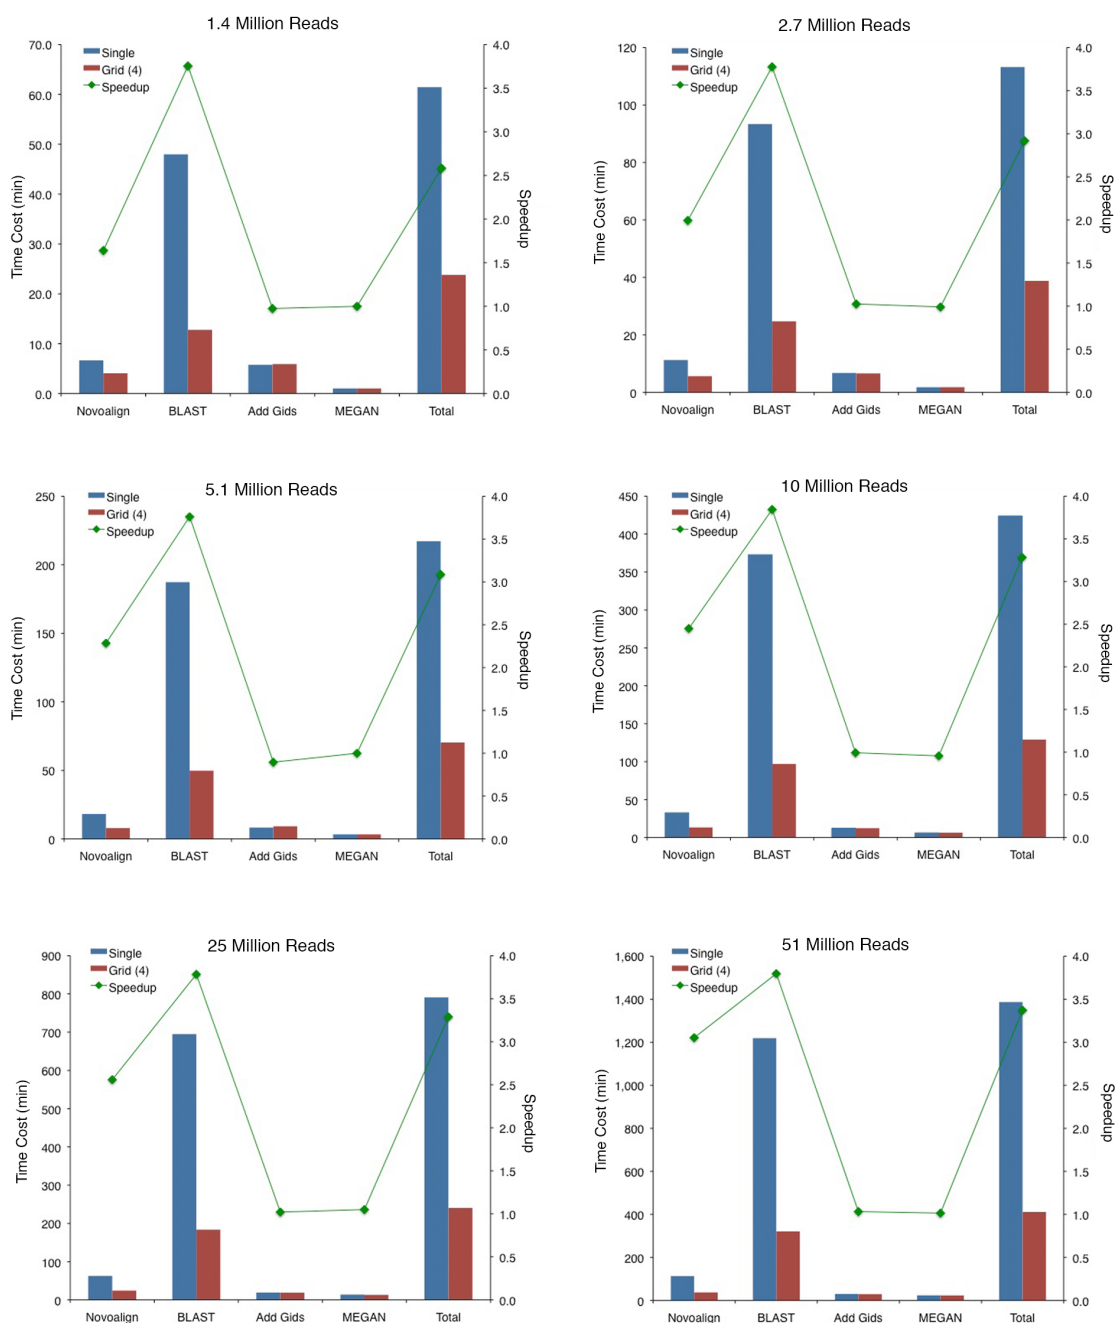 1.4 Million Reads
Single
Grid (4)
Speedup
70.0
60.0
50.0
40.0
30.0
20.0
10.0
0.0
Time Cost (min)
4.0
3.5
3.0
2.5
2.0
1.5
1.0
0.5
0.0
Speedup
Novoalign BLAST Add Gids MEGAN Total
2.7 Million Reads
Single
Grid (4)
Speedup
120
100
80
60
40
20
0
Time Cost (min)
4.0
3.5
3.0
2.5
2.0
1.5
1.0
0.5
0.0
Speedup
Novoalign BLAST Add Gids MEGAN Total
5.1 Million Reads
Single
Grid (4)
Speedup
250
200
150
100
50
0
Time Cost (min)
4.0
3.5
3.0
2.5
2.0
1.5
1.0
0.5
0.0
Speedup
Novoalign BLAST Add Gids MEGAN Total
10 Million Reads
Single
Grid (4)
Speedup
450
400
350
300
450
200
150
100
50
0
Time Cost (min)
4.0
3.5
3.0
2.5
2.0
1.5
1.0
0.5
0.0
Speedup
Novoalign BLAST Add Gids MEGAN Total
25 Million Reads
Single
Grid (4)
Speedup
900
800
700
600
500
400
300
200
100
0
Time Cost (min)
4.0
3.5
3.0
2.5
2.0
1.5
1.0
0.5
0.0
Speedup
Novoalign BLAST Add Gids MEGAN Total
51 Million Reads
Single
Grid (4)
Speedup
1,600
1,400
1,200
1,000
800
600
400
200
0
Time Cost (min)
4.0
3.5
3.0
2.5
2.0
1.5
1.0
0.5
0.0
Speedup
Novoalign BLAST Add Gids MEGAN Total